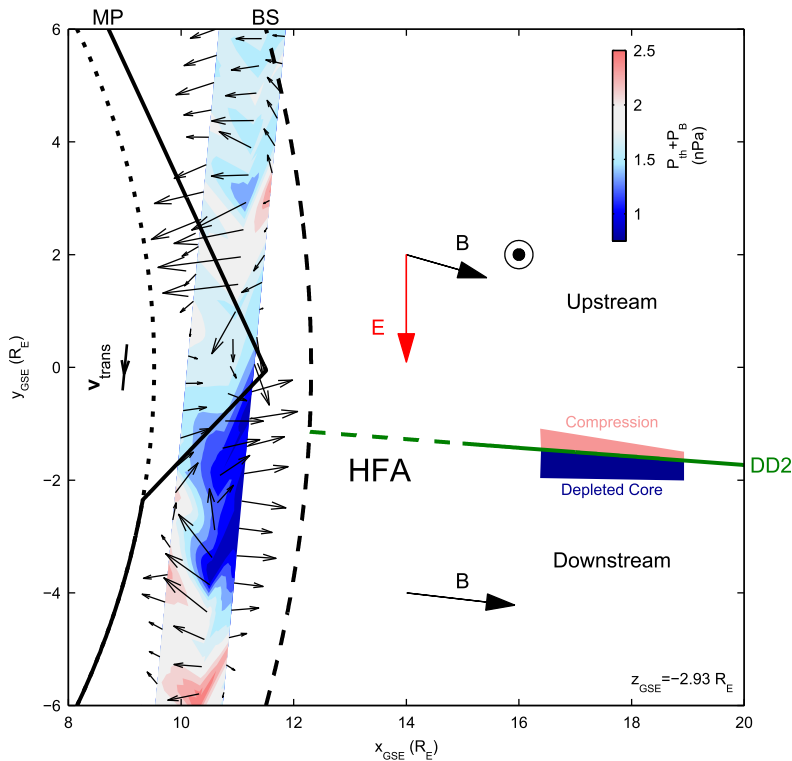 MP
BS
6
4
2
0
−2
−4
−6
8
10
12
14
16
18
20
y_GSE (R_E)
x_GSE (R_E)
2.5
2
1.5
1
P_th+P_B
(nPa)
B
E
Upstream
v_trans
Compression
DD2
HFA
Depleted Core
Downstream
B
z_GSE=−2.93 R_E